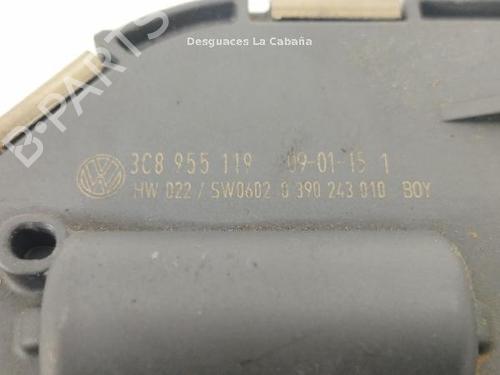 Desguaces La Cabaña
B-PARTS
3C8 955 119 09-01-15 1
HW 022 / SW0602 0 390 243 010 BOY